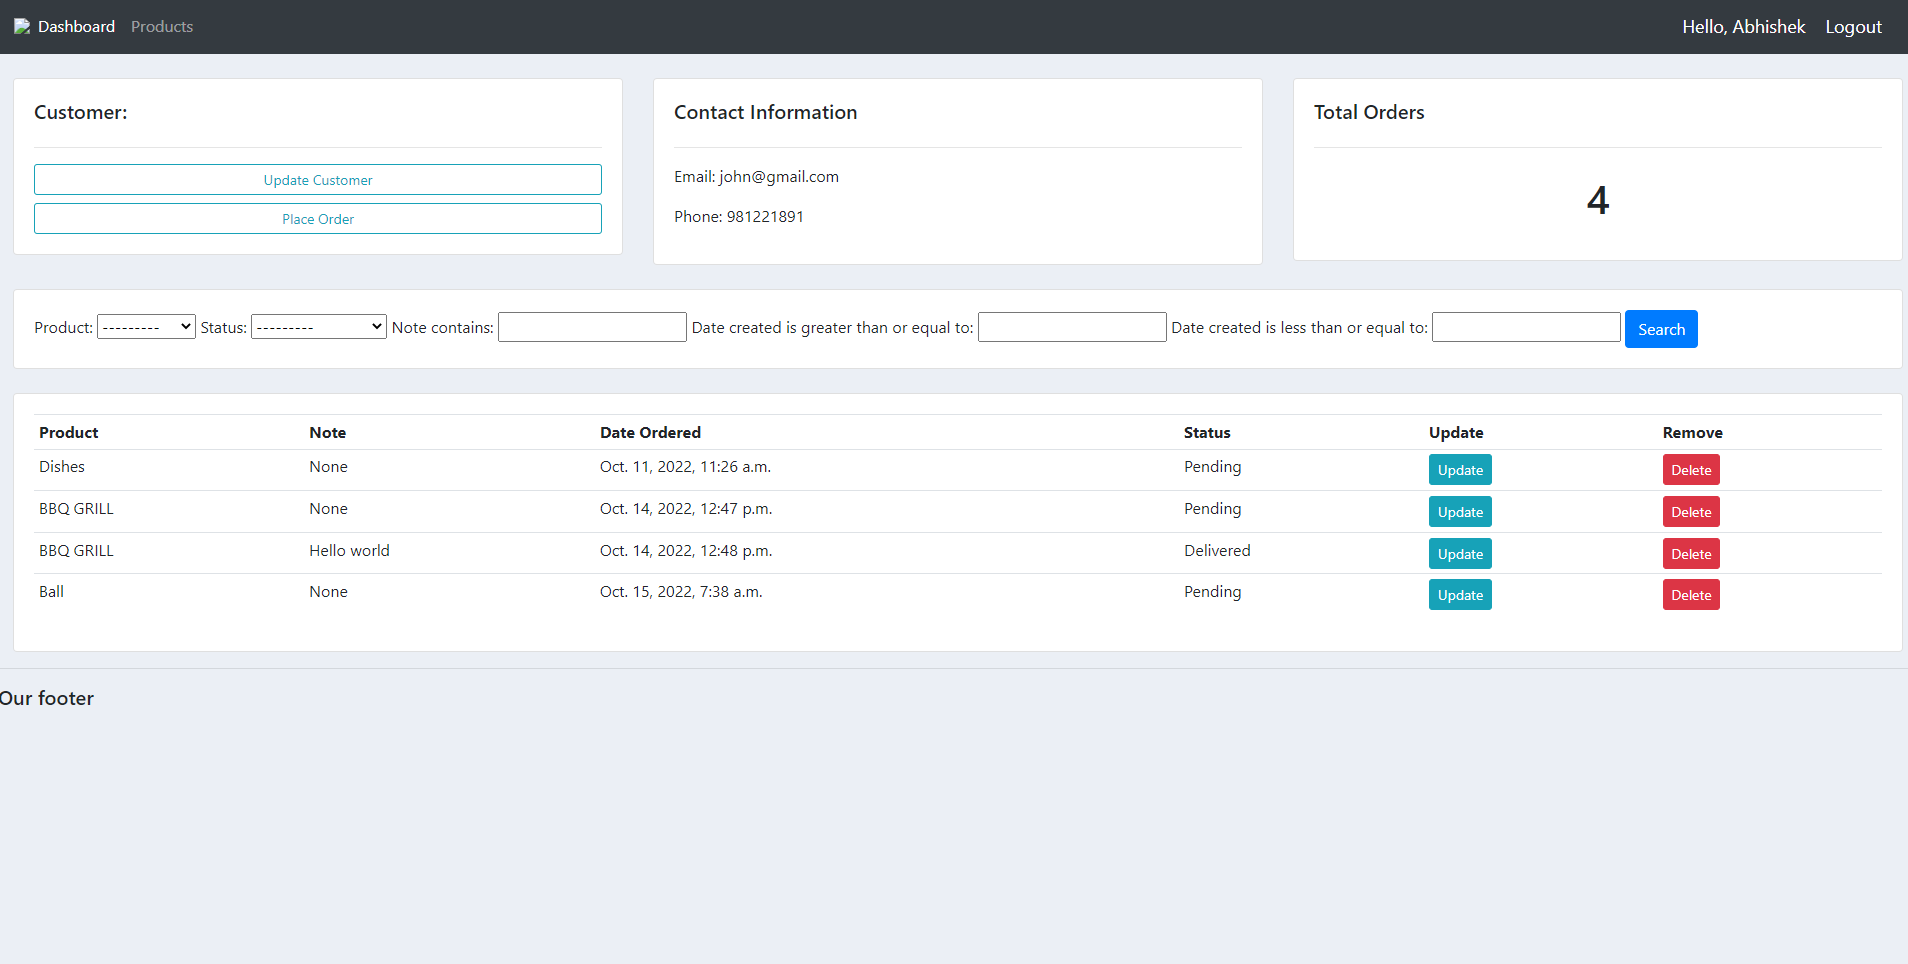 Dashboard Products Hello, Abhishek Logout
Customer:
Update Customer
Place Order
Contact Information
Email: john@gmail.com
Phone: 981221891
Total Orders
4
Product: --------- Status: --------- Note contains: Date created is greater than or equal to: Date created is less than or equal to: Search
Product Note Date Ordered Status Update Remove
Dishes None Oct. 11, 2022, 11:26 a.m. Pending Update Delete
BBQ GRILL None Oct. 14, 2022, 12:47 p.m. Pending Update Delete
BBQ GRILL Hello world Oct. 14, 2022, 12:48 p.m. Delivered Update Delete
Ball None Oct. 15, 2022, 7:38 a.m. Pending Update Delete
Our footer